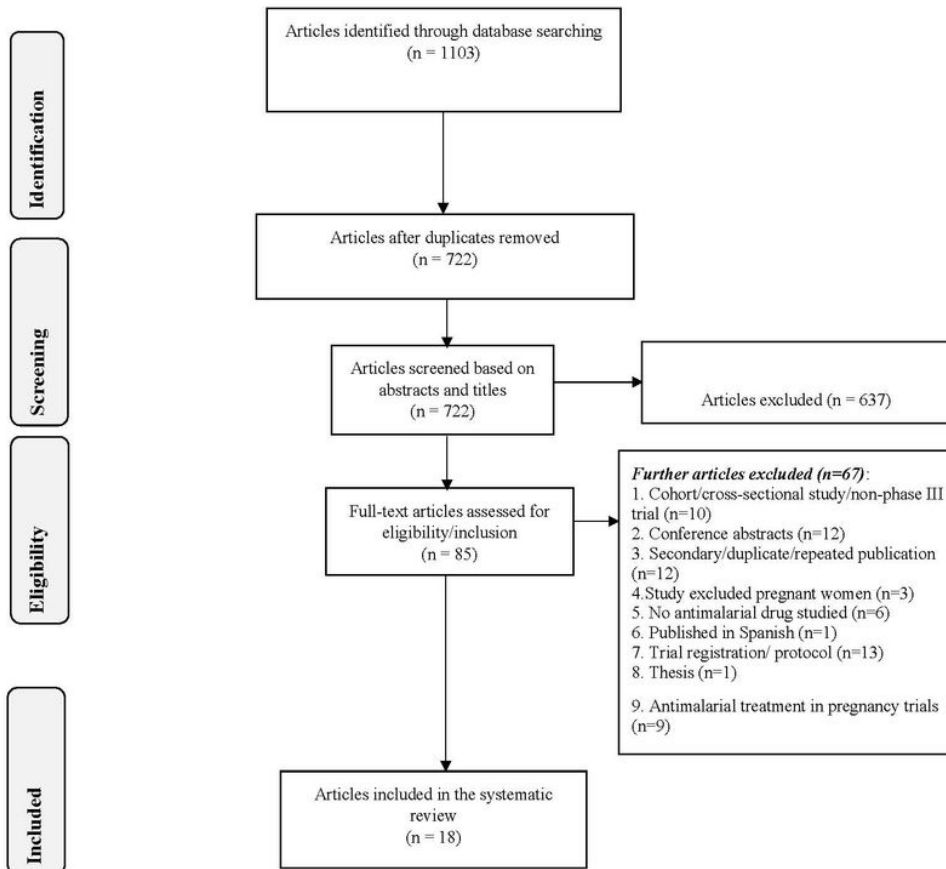 Identification
Articles identified through database searching
(n = 1103)
Articles after duplicates removed
(n = 722)
Screening
Articles screened based on
abstracts and titles
(n = 722)
Articles excluded (n = 637)
Eligibility
Full-text articles assessed for
eligibility/inclusion
(n = 85)
Further articles excluded (n=67):
1. Cohort/cross-sectional study/non-phase III
trial (n=10)
2. Conference abstracts (n=12)
3. Secondary/duplicate/repeated publication
(n=12)
4.Study excluded pregnant women (n=3)
5. No antimalarial drug studied (n=6)
6. Published in Spanish (n=1)
7. Trial registration/ protocol (n=13)
8. Thesis (n=1)
9. Antimalarial treatment in pregnancy trials
(n=9)
Included
Articles included in the systematic
review
(n = 18)